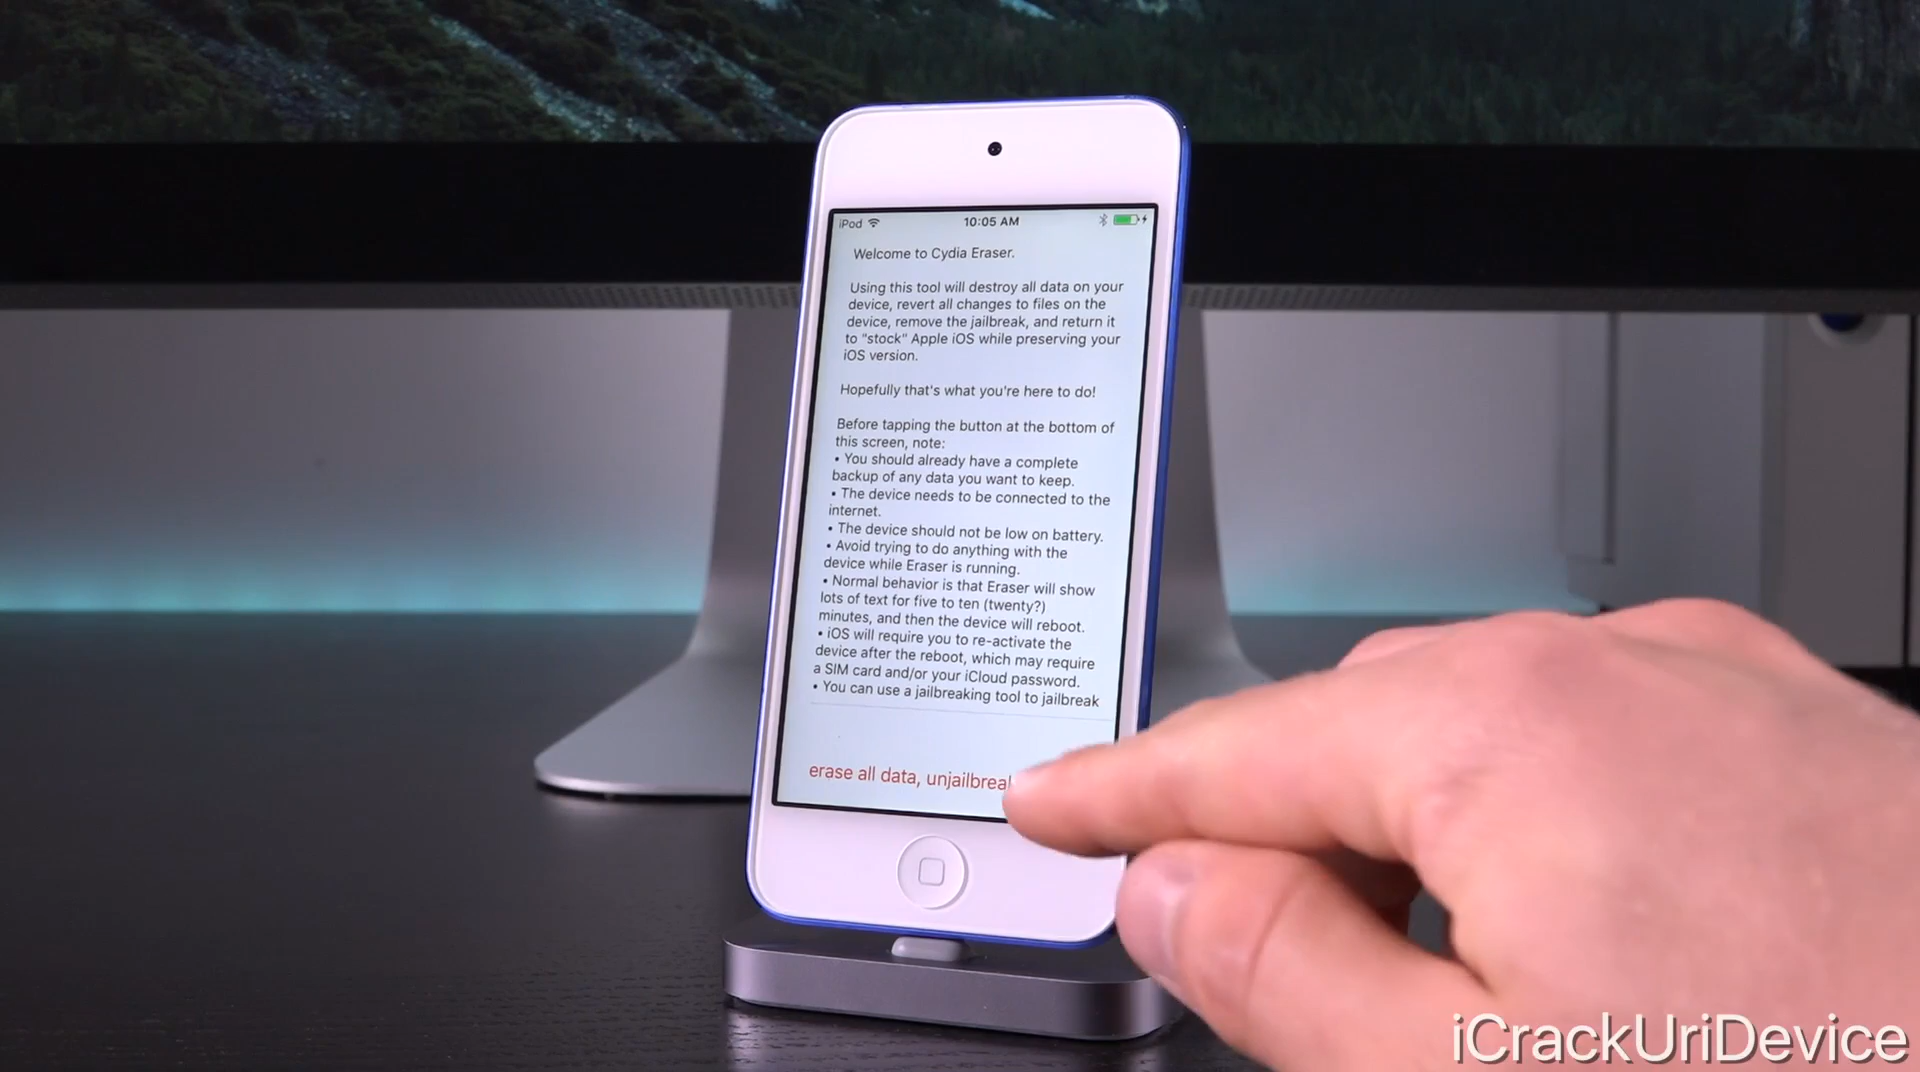 iPod 10:05 AM
Welcome to Cydia Eraser.
Using this tool will destroy all data on your
device, revert all changes to files on the
device, remove the jailbreak, and return it
to "stock" Apple iOS while preserving your
iOS version.
Hopefully that's what you're here to do!
Before tapping the button at the bottom of
this screen, note:
• You should already have a complete
backup of any data you want to keep.
• The device needs to be connected to the
internet.
• The device should not be low on battery.
• Avoid trying to do anything with the
device while Eraser is running.
• Normal behavior is that Eraser will show
lots of text for five to ten (twenty?)
minutes, and then the device will reboot.
• iOS will require you to re-activate the
device after the reboot, which may require
a SIM card and/or your iCloud password.
• You can use a jailbreaking tool to jailbreak
erase all data, unjailbreak
iCrackUriDevice